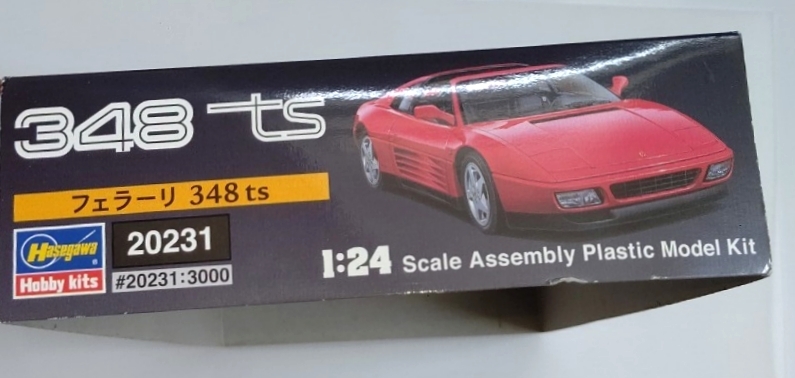 348 ts
フェラーリ 348 ts
Hasegawa
Hobby kits
20231
#20231:3000
1:24 Scale Assembly Plastic Model Kit